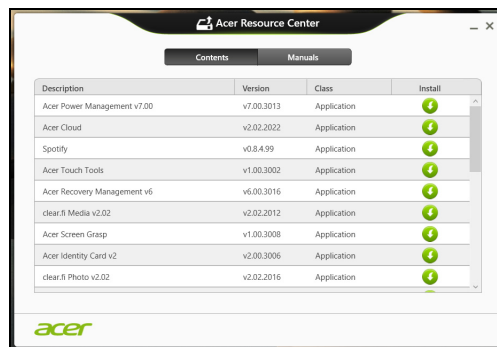 Acer Resource Center
Contents Manuals
Description Version Class Install
Acer Power Management v7.00 v7.00.3013 Application
Acer Cloud v2.02.2022 Application
Spotify v0.8.4.99 Application
Acer Touch Tools v1.00.3002 Application
Acer Recovery Management v6 v6.00.3016 Application
clear.fi Media v2.02 v2.02.2012 Application
Acer Screen Grasp v1.00.3008 Application
Acer Identity Card v2 v2.00.3006 Application
clear.fi Photo v2.02 v2.02.2016 Application
acer